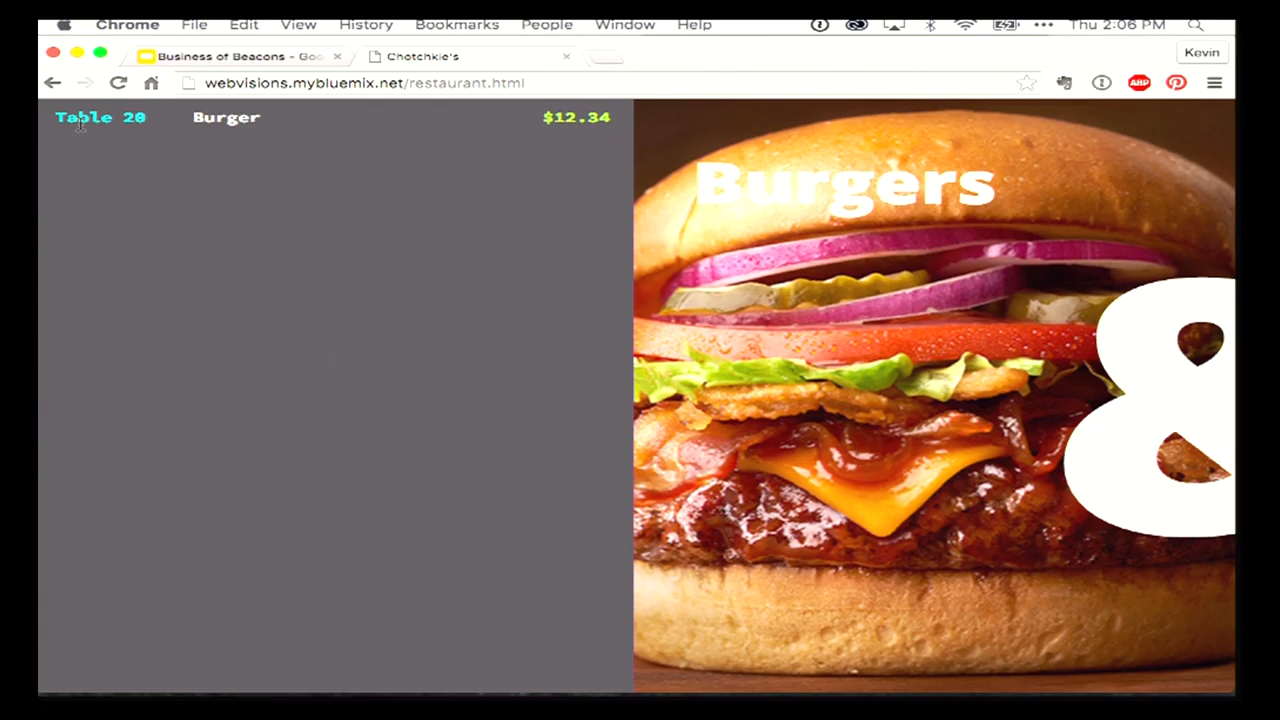 Chrome File Edit View History Bookmarks People Window Help Thu 2:06 PM
Business of Beacons - Goo
Chotchkie's
Kevin
webvisions.mybluemix.net/restaurant.html
ABP
Table 20 Burger $12.34
Burgers
&